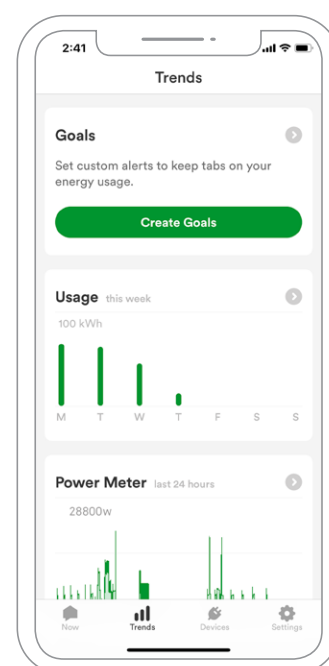 2:41
Trends
Goals
Set custom alerts to keep tabs on your
energy usage.
Create Goals
Usage this week
100 kWh
M T W T F S S
Power Meter last 24 hours
28800w
Now Trends Devices Settings